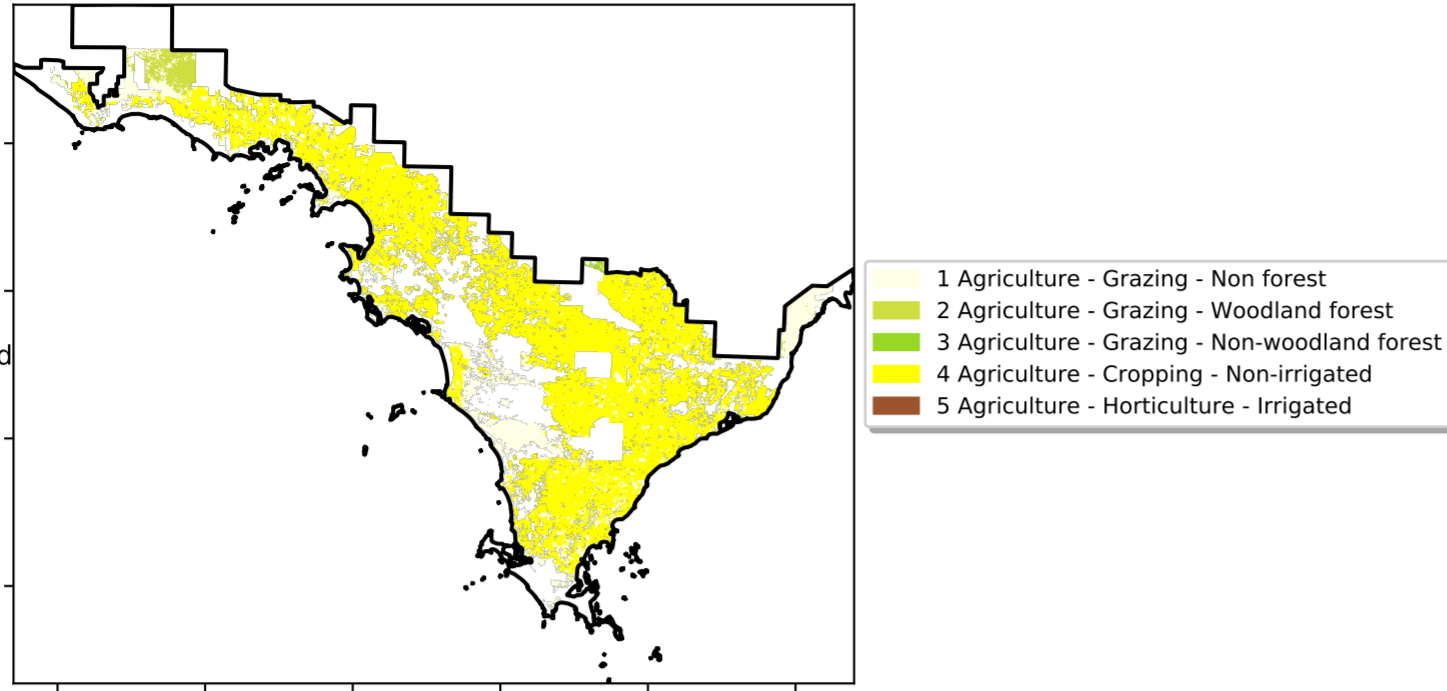 1 Agriculture - Grazing - Non forest
2 Agriculture - Grazing - Woodland forest
3 Agriculture - Grazing - Non-woodland forest
d
4 Agriculture - Cropping - Non-irrigated
5 Agriculture - Horticulture - Irrigated